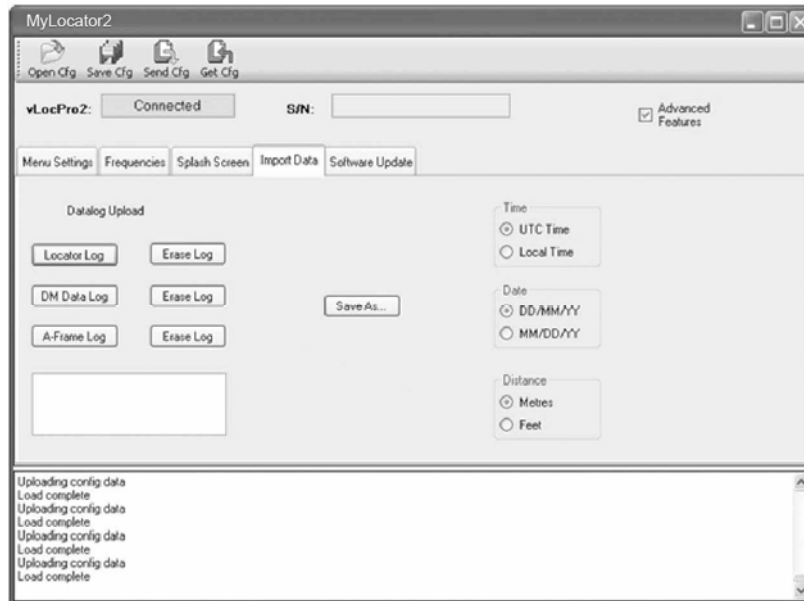 MyLocator2
Open Cfg Save Cfg Send Cfg Get Cfg
vLocPro2: Connected S/N: Advanced Features
Menu Settings Frequencies Splash Screen Import Data Software Update
Datalog Upload
Locator Log Erase Log
DM Data Log Erase Log
A-Frame Log Erase Log
Save As...
Time
UTC Time
Local Time
Date
DD/MM/YY
MM/DD/YY
Distance
Metres
Feet
Uploading config data
Load complete
Uploading config data
Load complete
Uploading config data
Load complete
Uploading config data
Load complete